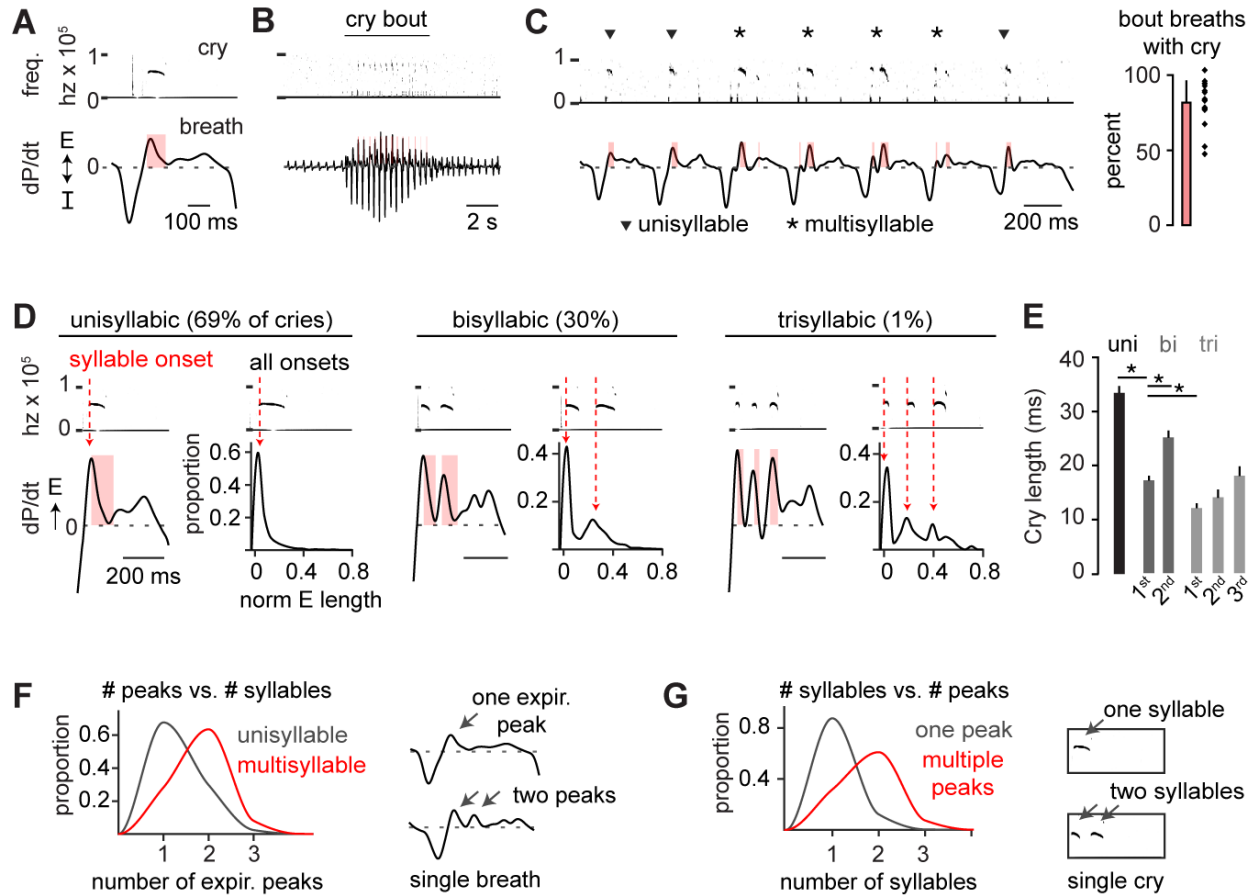 A
freq.
hz x 10⁵
1
0
cry
breath
dP/dt
E
I
0
100 ms
B
cry bout
2 s
C
1
0
0
▼ unisyllable
* multisyllable
200 ms
bout breaths
with cry
percent
100
50
0
D
unisyllabic (69% of cries)
bisyllabic (30%)
trisyllabic (1%)
syllable onset
all onsets
hz x 10⁵
1
0
dP/dt
E
0
200 ms
proportion
0.6
0.4
0.2
0 0.4 0.8
norm E length
0.4
0.2
0 0.4 0.8
0.4
0.2
0 0.4 0.8
E
uni bi tri
Cry length (ms)
40
30
20
10
0
1st 2nd 1st 2nd 3rd
* * *
F
# peaks vs. # syllables
proportion
0.6
0.4
0.2
unisyllable
multisyllable
1 2 3
number of expir. peaks
one expir.
peak
two peaks
single breath
G
# syllables vs. # peaks
proportion
0.8
0.4
one peak
multiple
peaks
1 2 3
number of syllables
one syllable
two syllables
single cry